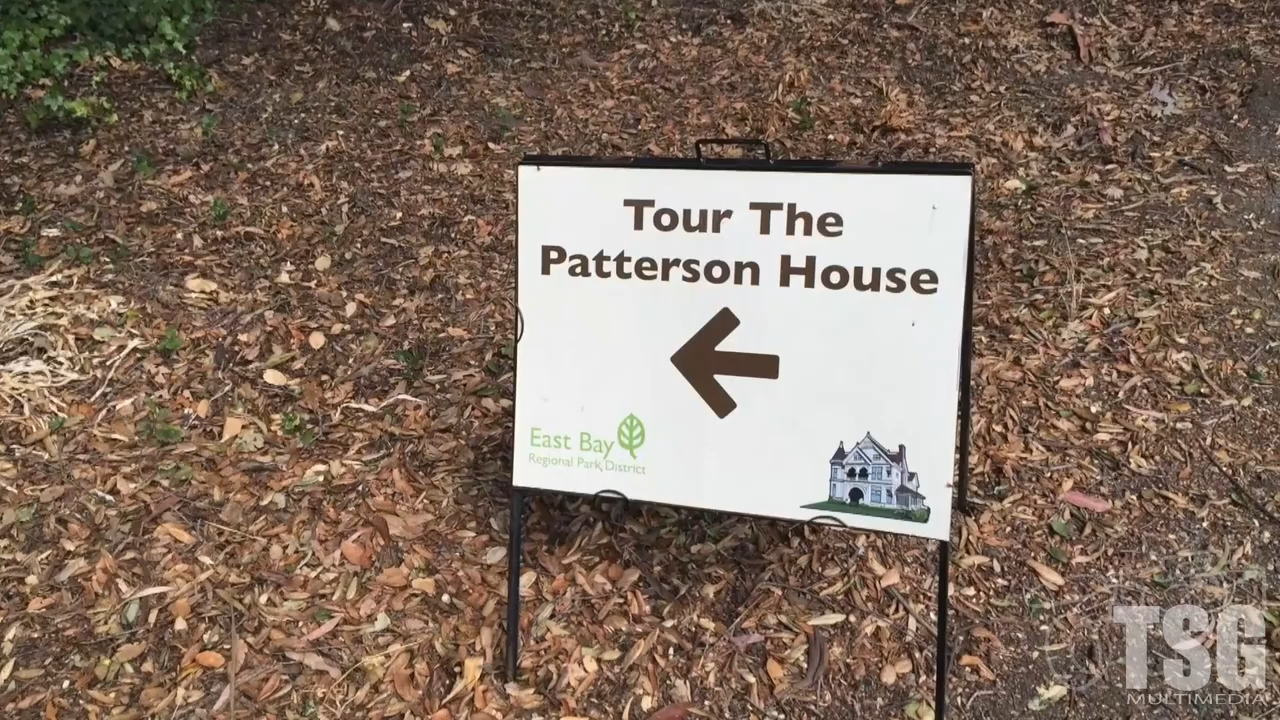 Tour The
Patterson House
East Bay
Regional Park District
TSG
MULTIMEDIA